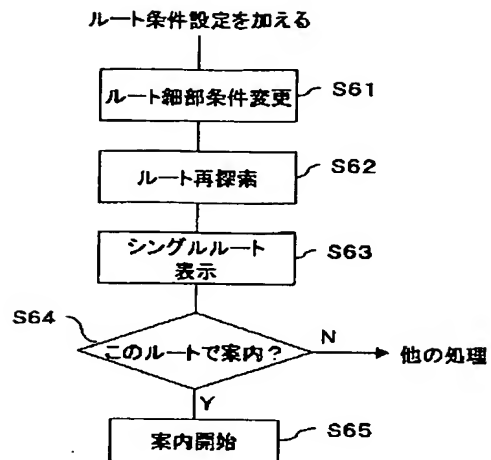 ルート条件設定を加える
ルート細部条件変更
S61
ルート再探索
S62
シングルルート
表示
S63
S64
このルートで案内?
N
他の処理
Y
案内開始
S65